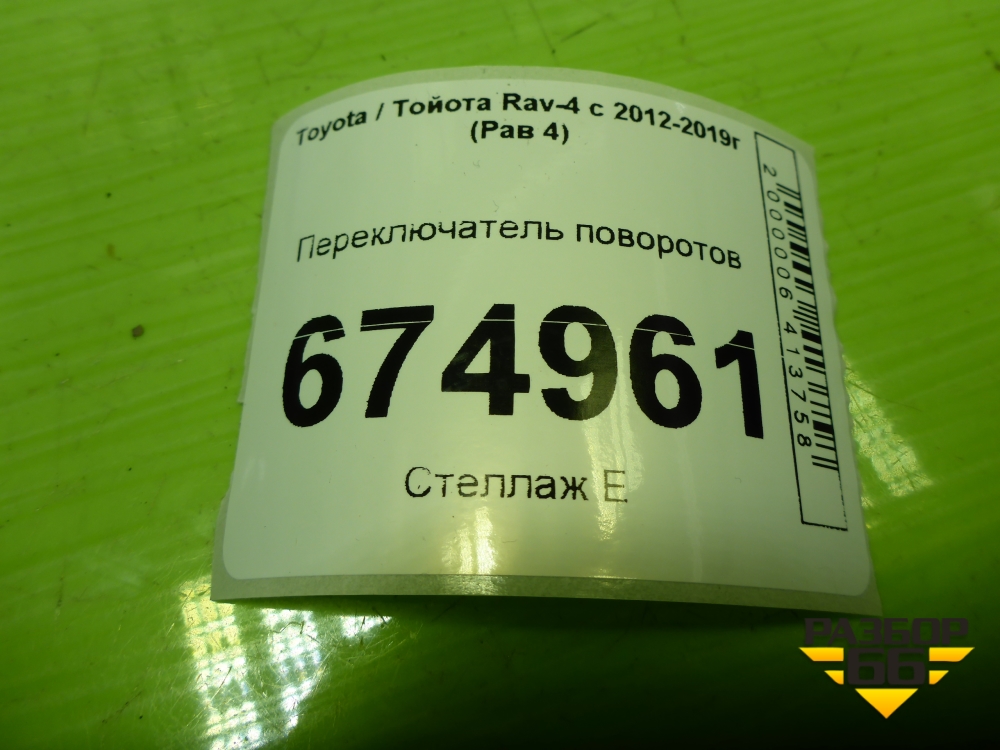 Toyota / Тойота Rav-4 с 2012-2019г
(Рав 4)
Переключатель поворотов
674961
Стеллаж Е
2000006413758
РАЗБОР
66